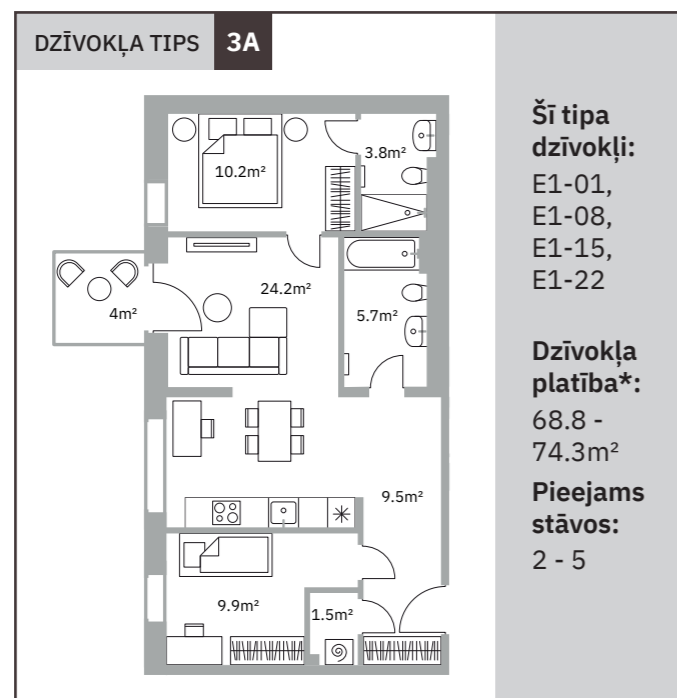 DZĪVOKĻA TIPS 3A
10.2m²
3.8m²
24.2m²
4m²
5.7m²
9.5m²
9.9m²
1.5m²
Šī tipa
dzīvokļi:
E1-01,
E1-08,
E1-15,
E1-22
Dzīvokļa
platība*:
68.8 -
74.3m²
Pieejams
stāvos:
2 - 5